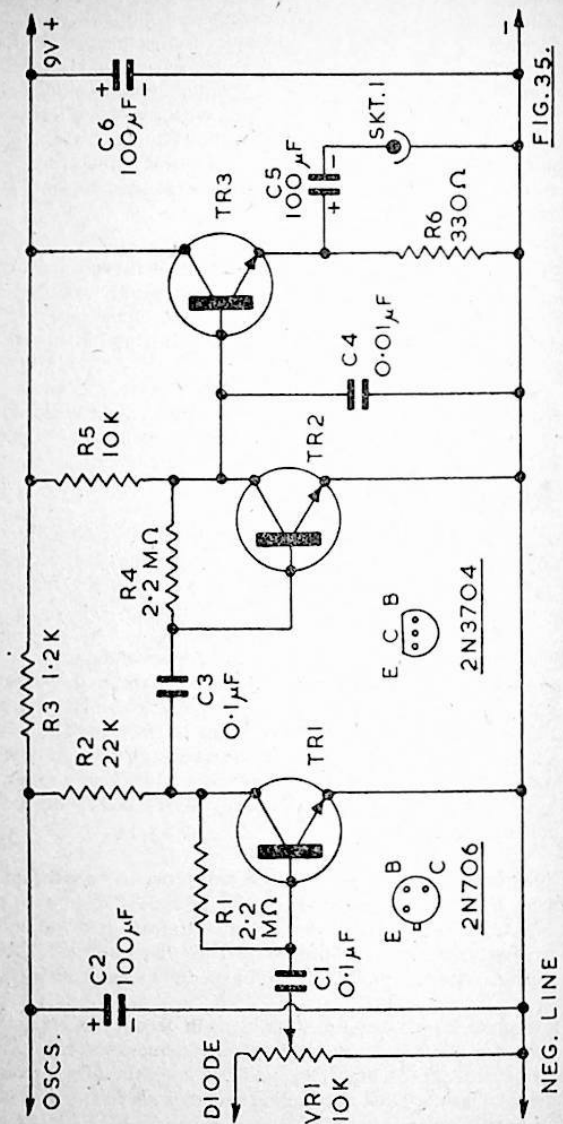 OSCS.
9V +
R3 1·2K
C2
100µF
R2
22K
R5
10K
C6
100µF
+
-
+
-
R1
2·2
MΩ
C3
0·1µF
R4
2·2 MΩ
TR3
DIODE
VR1
10K
C1
0·1µF
TR1
TR2
C4
0·01µF
C5
100µF
+
-
R6
330Ω
SKT.1
E B
C
2N706
E C B
2N3704
NEG. LINE
-
FIG.35.